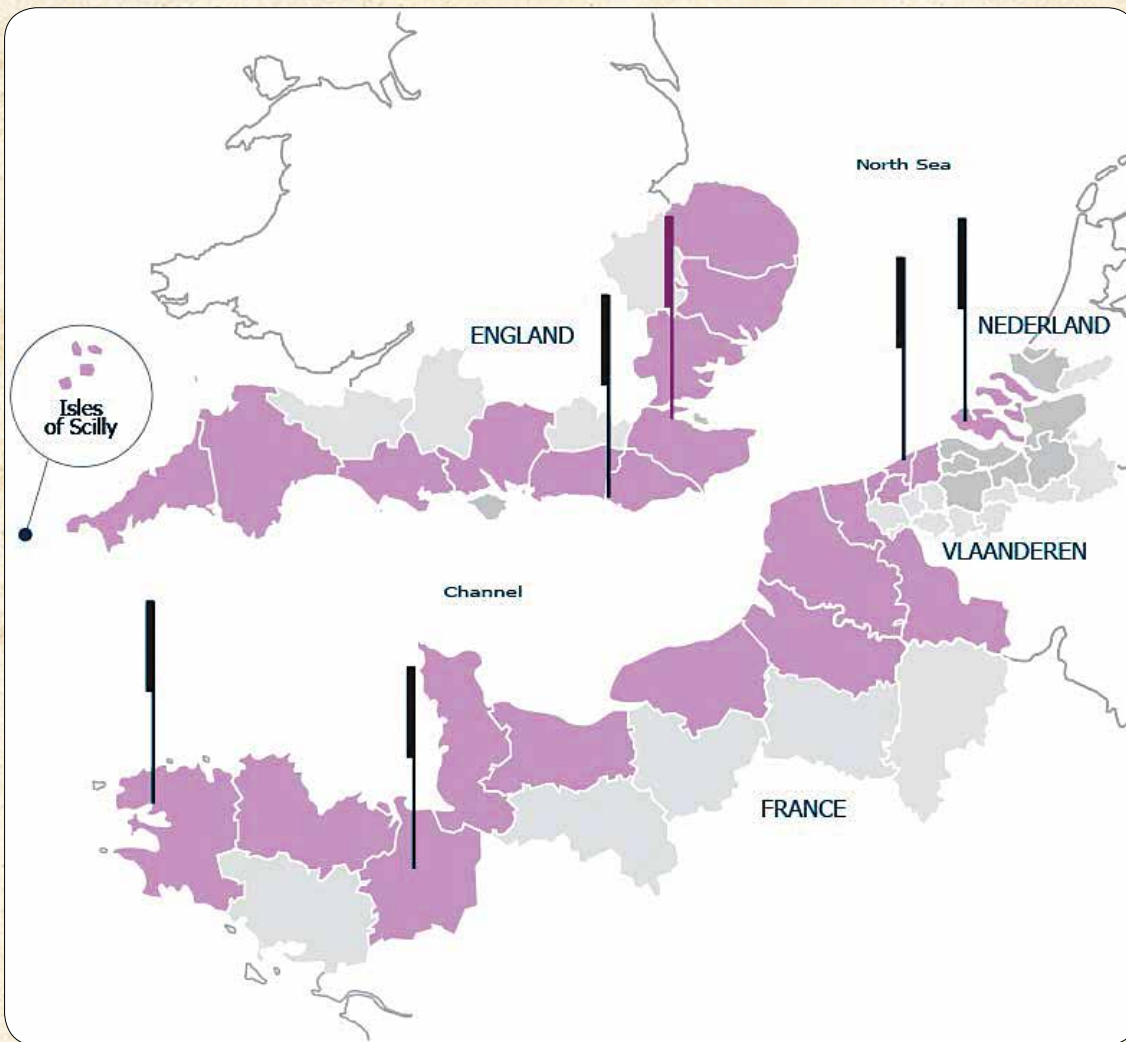 North Sea
NEDERLAND
ENGLAND
Isles
of Scilly
VLAANDEREN
Channel
FRANCE